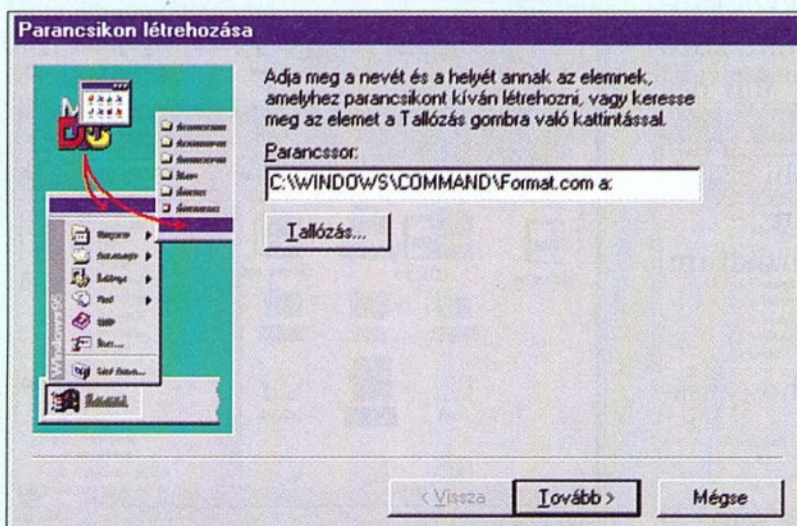 Parancsikon létrehozása
Adja meg a nevét és a helyét annak az elemnek,
amelyhez parancsikont kíván létrehozni, vagy keresse
meg az elemet a Tallózás gombra való kattintással.
Parancssor:
C:\WINDOWS\COMMAND\Format.com a:
Tallózás...
< Vissza
Tovább >
Mégse